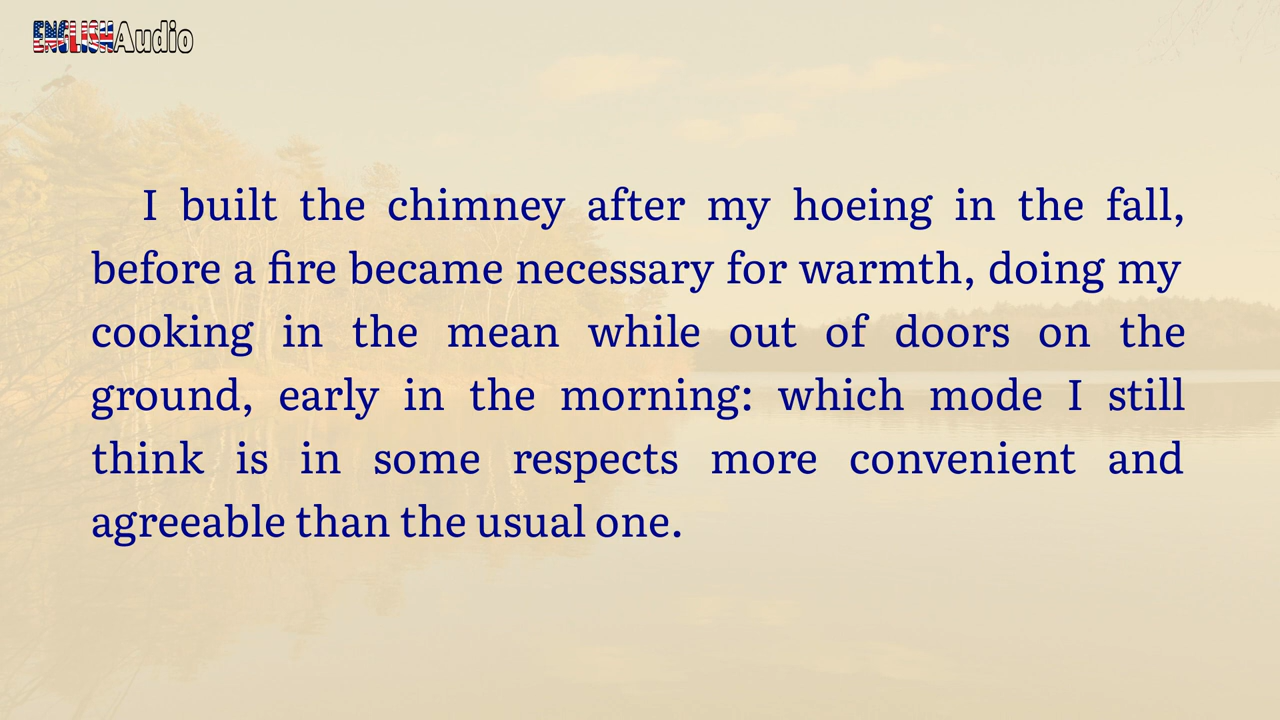 ENGLISHAudio
I built the chimney after my hoeing in the fall,
before a fire became necessary for warmth, doing my
cooking in the mean while out of doors on the
ground, early in the morning: which mode I still
think is in some respects more convenient and
agreeable than the usual one.